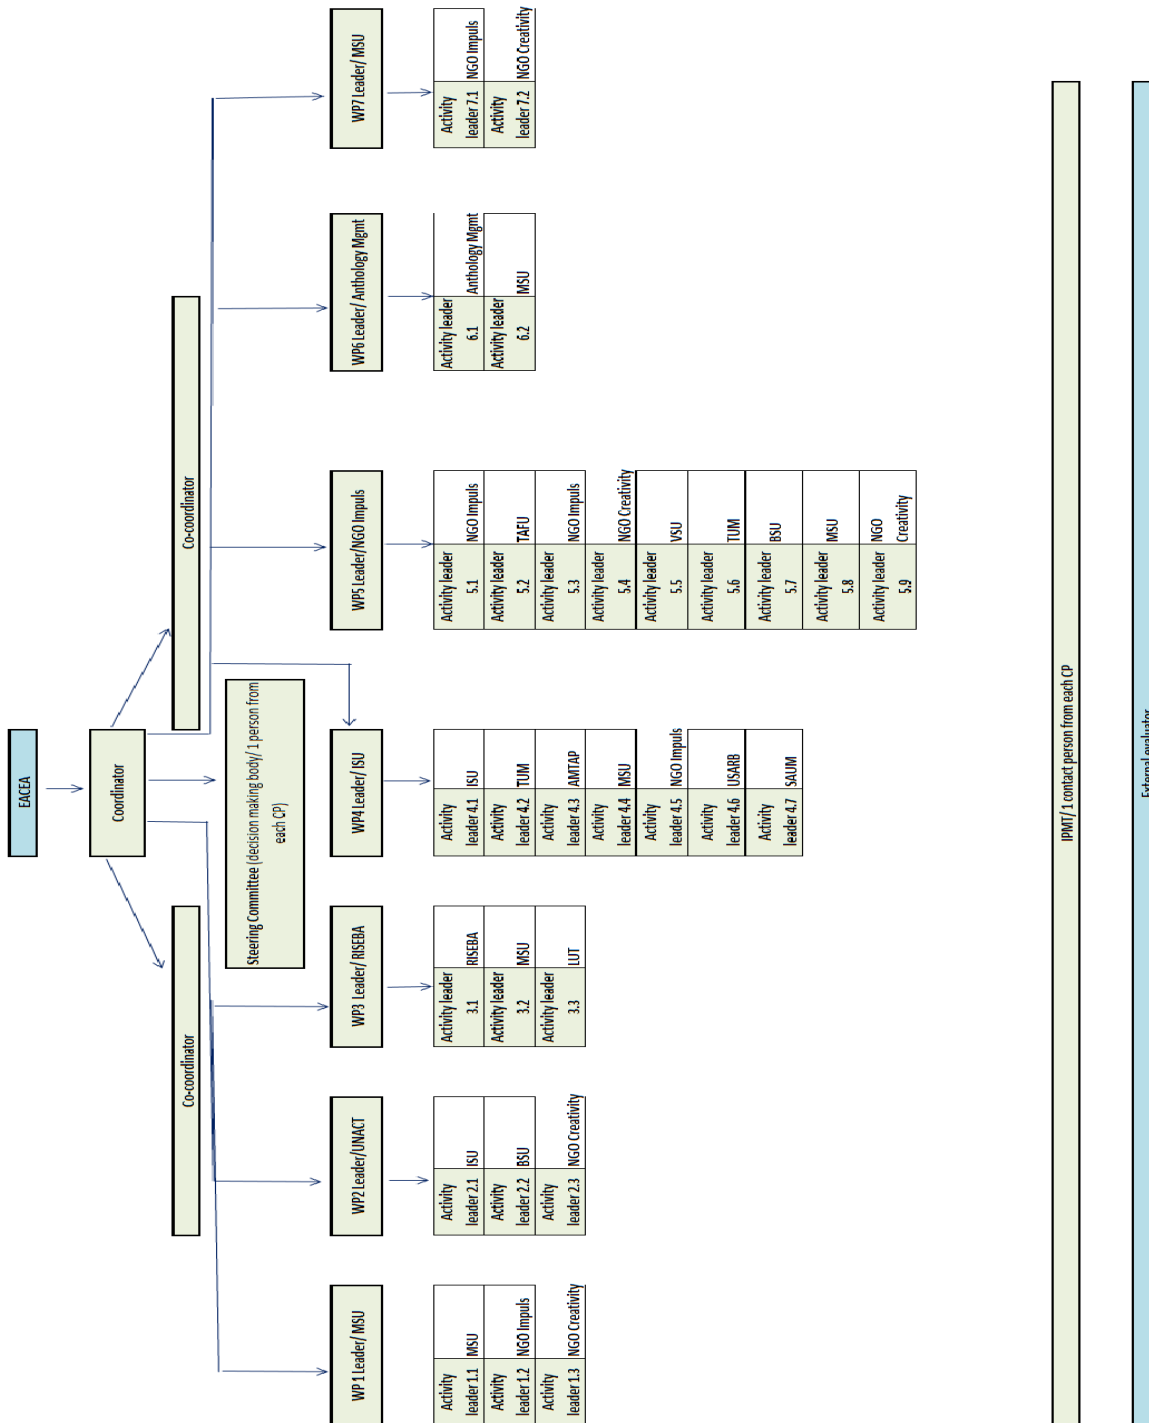 EACEA
Coordinator
Co-coordinator
Co-coordinator
Steering Committee (decision making body/ 1 person from
each CP)
WP 1 Leader/ MSU
Activity
leader 1.1
MSU
Activity
leader 1.2
NGO Impuls
Activity
leader 1.3
NGO Creativity
WP2 Leader/UNACT
Activity
leader 2.1
ISU
Activity
leader 2.2
BSU
Activity
leader 2.3
NGO Creativity
WP3 Leader/ RISEBA
Activity leader
3.1
RISEBA
Activity leader
3.2
MSU
Activity leader
3.3
LUT
WP4 Leader/ ISU
Activity
leader 4.1
ISU
Activity
leader 4.2
TUM
Activity
leader 4.3
AMTAP
Activity
leader 4.4
MSU
Activity
leader 4.5
NGO Impuls
Activity
leader 4.6
USARB
Activity
leader 4.7
SAUM
WP5 Leader/NGO Impuls
Activity leader
5.1
NGO Impuls
Activity leader
5.2
TAFU
Activity leader
5.3
NGO Impuls
Activity leader
5.4
NGO Creativity
Activity leader
5.5
VSU
Activity leader
5.6
TUM
Activity leader
5.7
BSU
Activity leader
5.8
MSU
Activity leader
5.9
NGO
Creativity
WP6 Leader/ Anthology Mgmt
Activity leader
6.1
Anthology Mgmt
Activity leader
6.2
MSU
WP7 Leader/ MSU
Activity
leader 7.1
NGO Impuls
Activity
leader 7.2
NGO Creativity
IPMT/ 1 contact person from each CP
External evaluator